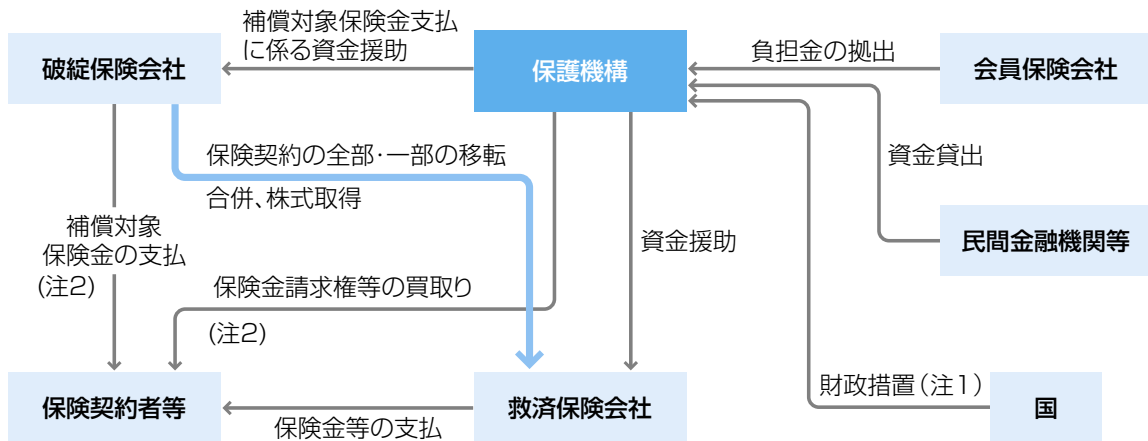 補償対象保険金支払
に係る資金援助
破綻保険会社
保護機構
負担金の拠出
会員保険会社
保険契約の全部・一部の移転
合併、株式取得
資金貸出
補償対象
保険金の支払
(注2)
資金援助
民間金融機関等
保険金請求権等の買取り
(注2)
保険契約者等
保険金等の支払
救済保険会社
財政措置(注1)
国